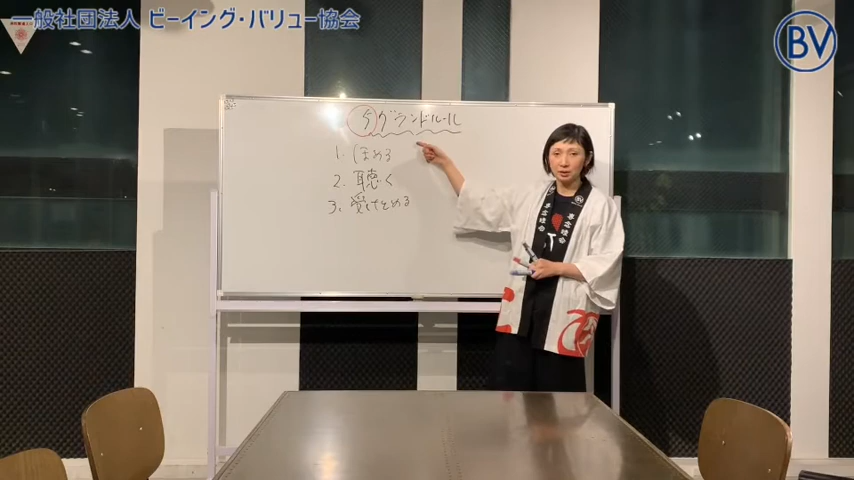 一般社団法人 ビーイング・バリュー協会
BV
5 グランドルール
1. ほめる
2. 聴く
3. 受けとめる
BV